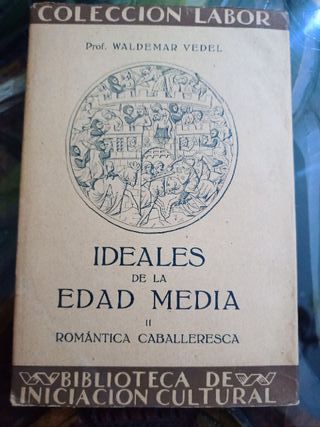 COLECCION LABOR
Prof. WALDEMAR VEDEL
IDEALES
DE LA
EDAD MEDIA
II
ROMÁNTICA CABALLERESCA
BIBLIOTECA DE
INICIACION CULTURAL